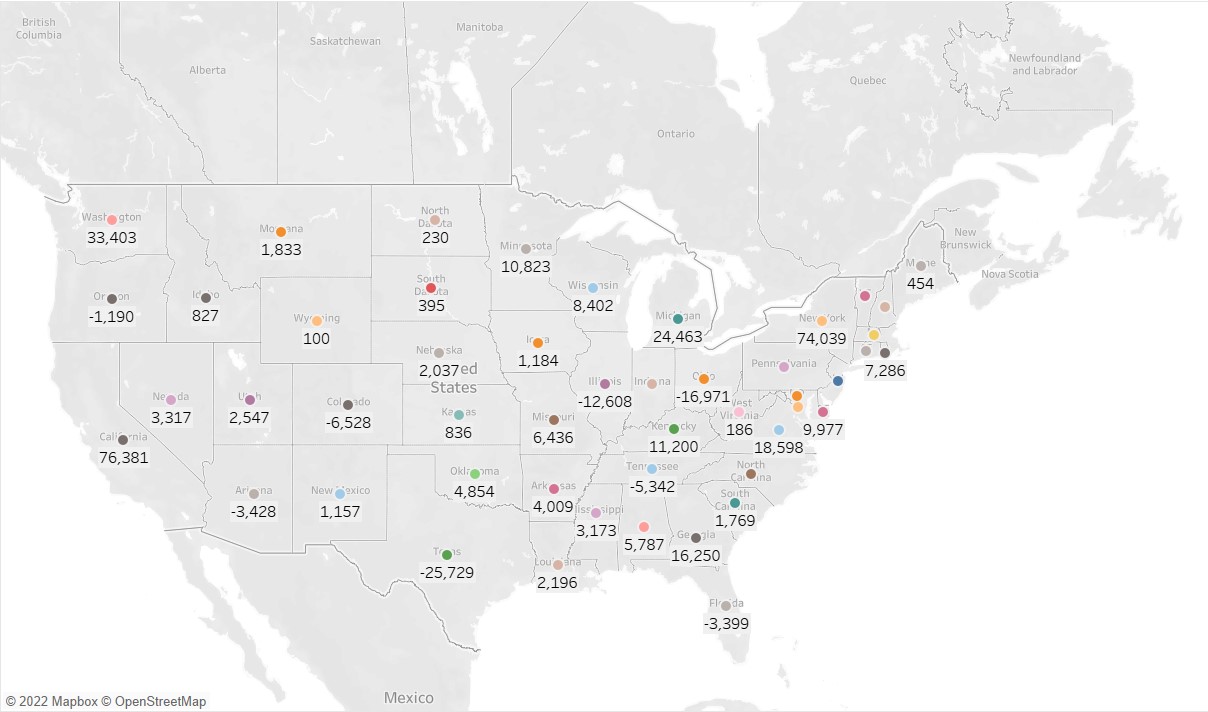 British
Columbia
Alberta
Saskatchewan
Manitoba
Ontario
Quebec
Newfoundland
and Labrador
New
Brunswick
Nova Scotia
Maine
454
Washington
33,403
Montana
1,833
North
Dakota
230
Minnesota
10,823
Oregon
-1,190
Idaho
827
Wyoming
100
South
Dakota
395
Wisconsin
8,402
Michigan
24,463
New York
74,039
Nebraska
2,037
United
States
Iowa
1,184
Pennsylvania
7,286
Nevada
3,317
Utah
2,547
Colorado
-6,528
Kansas
836
Missouri
6,436
Illinois
-12,608
Indiana
Ohio
-16,971
West
Virginia
186
18,598
9,977
California
76,381
Kentucky
11,200
Tennessee
-5,342
North
Carolina
Arizona
-3,428
New Mexico
1,157
Oklahoma
4,854
Arkansas
4,009
Mississippi
3,173
5,787
Georgia
16,250
South
Carolina
1,769
Texas
-25,729
Louisiana
2,196
Florida
-3,399
Mexico
© 2022 Mapbox © OpenStreetMap